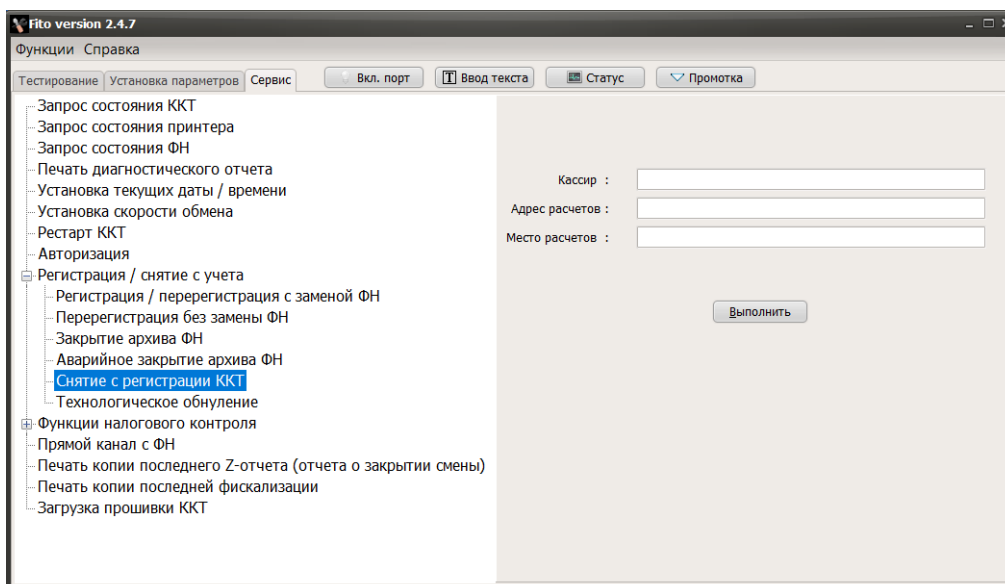 Fito version 2.4.7
Функции Справка
Тестирование Установка параметров Сервис Вкл. порт Ввод текста Статус Промотка
Запрос состояния ККТ
Запрос состояния принтера
Запрос состояния ФН
Печать диагностического отчета
Установка текущих даты / времени
Установка скорости обмена
Рестарт ККТ
Авторизация
Регистрация / снятие с учета
Регистрация / перерегистрация с заменой ФН
Перерегистрация без замены ФН
Закрытие архива ФН
Аварийное закрытие архива ФН
Снятие с регистрации ККТ
Технологическое обнуление
Функции налогового контроля
Прямой канал с ФН
Печать копии последнего Z-отчета (отчета о закрытии смены)
Печать копии последней фискализации
Загрузка прошивки ККТ
Кассир :
Адрес расчетов :
Место расчетов :
Выполнить